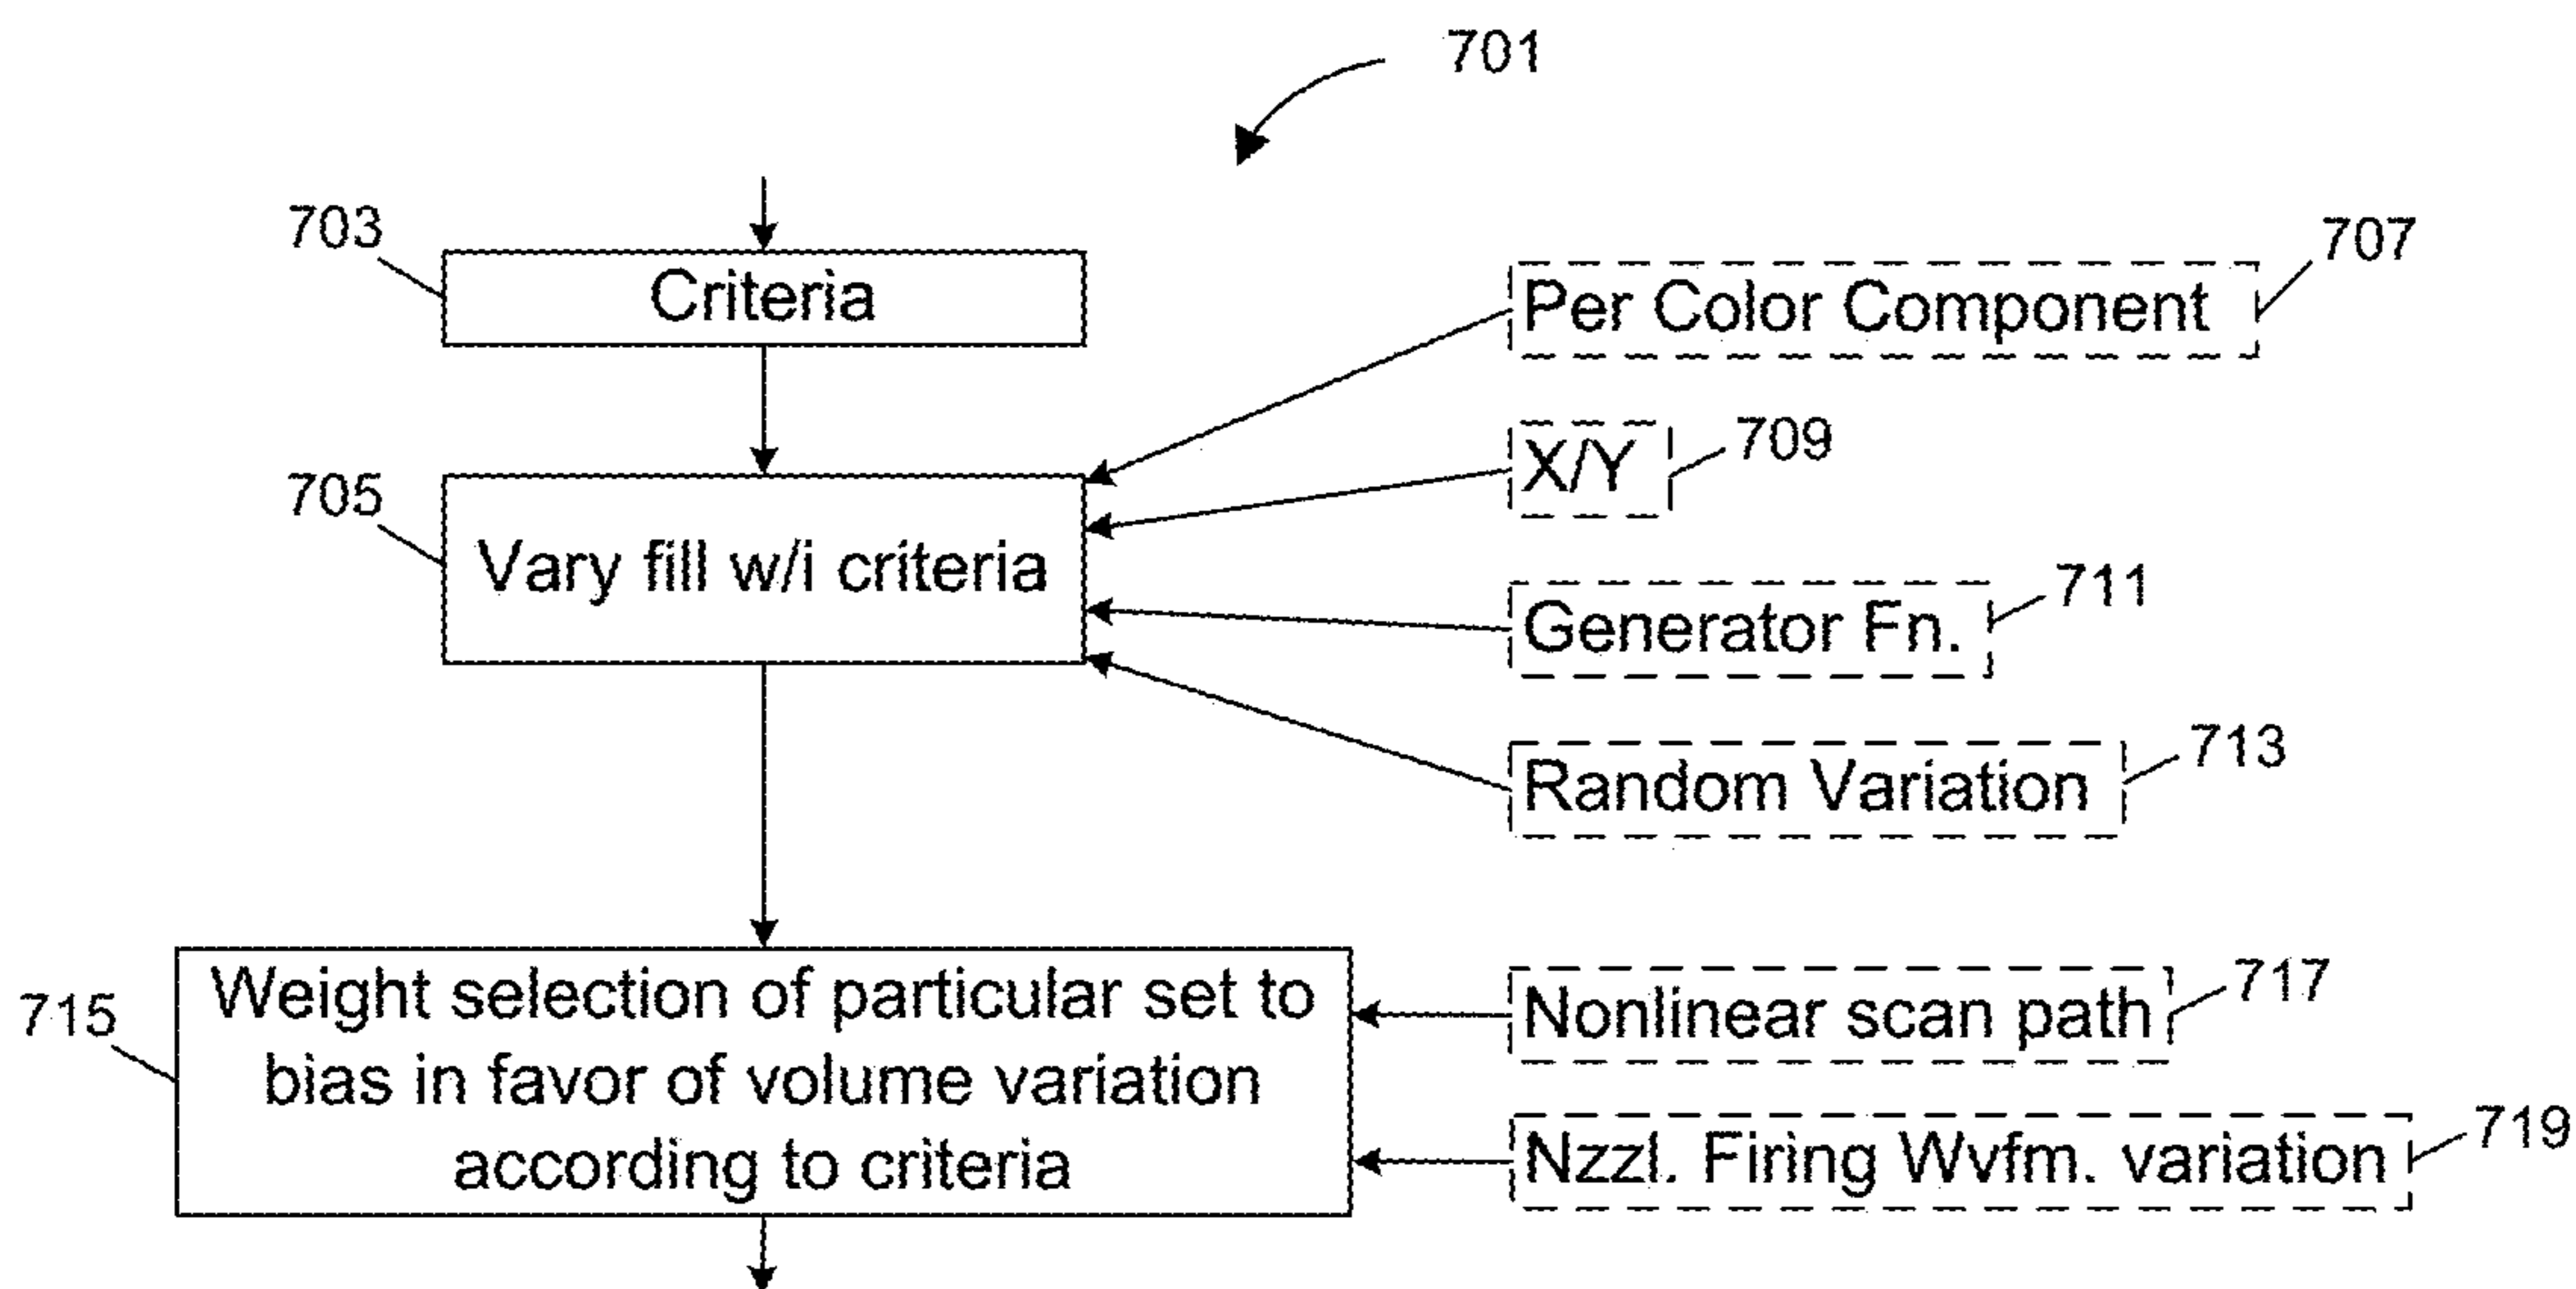 701
703
Criteria
707
Per Color Component
705
Vary fill w/i criteria
X/Y
709
Generator Fn.
711
Random Variation
713
715
Weight selection of particular set to
bias in favor of volume variation
according to criteria
Nonlinear scan path
717
Nzzl. Firing Wvfm. variation
719